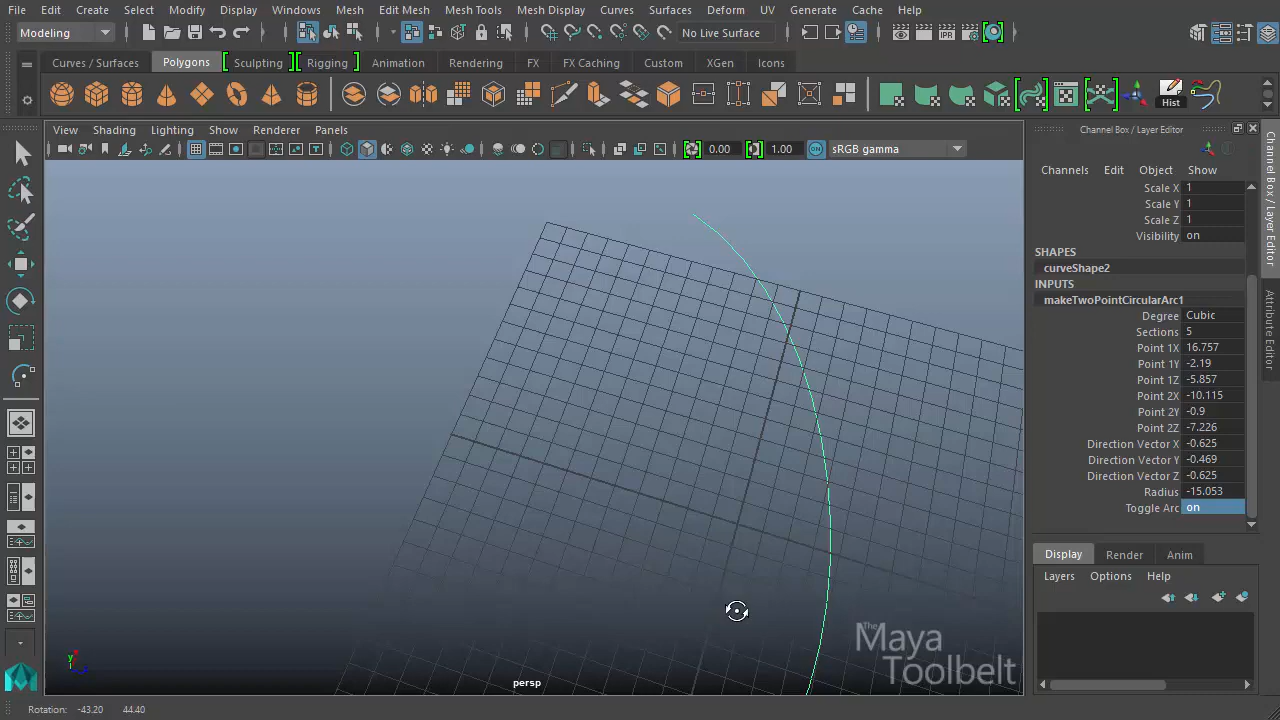 File Edit Create Select Modify Display Windows Mesh Edit Mesh Mesh Tools Mesh Display Curves Surfaces Deform UV Generate Cache Help
Modeling No Live Surface
Curves / Surfaces Polygons Sculpting Rigging Animation Rendering FX FX Caching Custom XGen Icons
IPR
Hist
View Shading Lighting Show Renderer Panels
0.00 1.00 ON sRGB gamma
Channel Box / Layer Editor
Channels Edit Object Show
Scale X 1
Scale Y 1
Scale Z 1
Visibility on
SHAPES
curveShape2
INPUTS
makeTwoPointCircularArc1
Degree Cubic
Sections 5
Point 1X 16.757
Point 1Y -2.19
Point 1Z -5.857
Point 2X -10.115
Point 2Y -0.9
Point 2Z -7.226
Direction Vector X -0.625
Direction Vector Y -0.469
Direction Vector Z -0.625
Radius -15.053
Toggle Arc on
Display Render Anim
Layers Options Help
Channel Box / Layer Editor
Attribute Editor
The
Maya
Toolbelt
y
persp
Rotation: -43.20 44.40